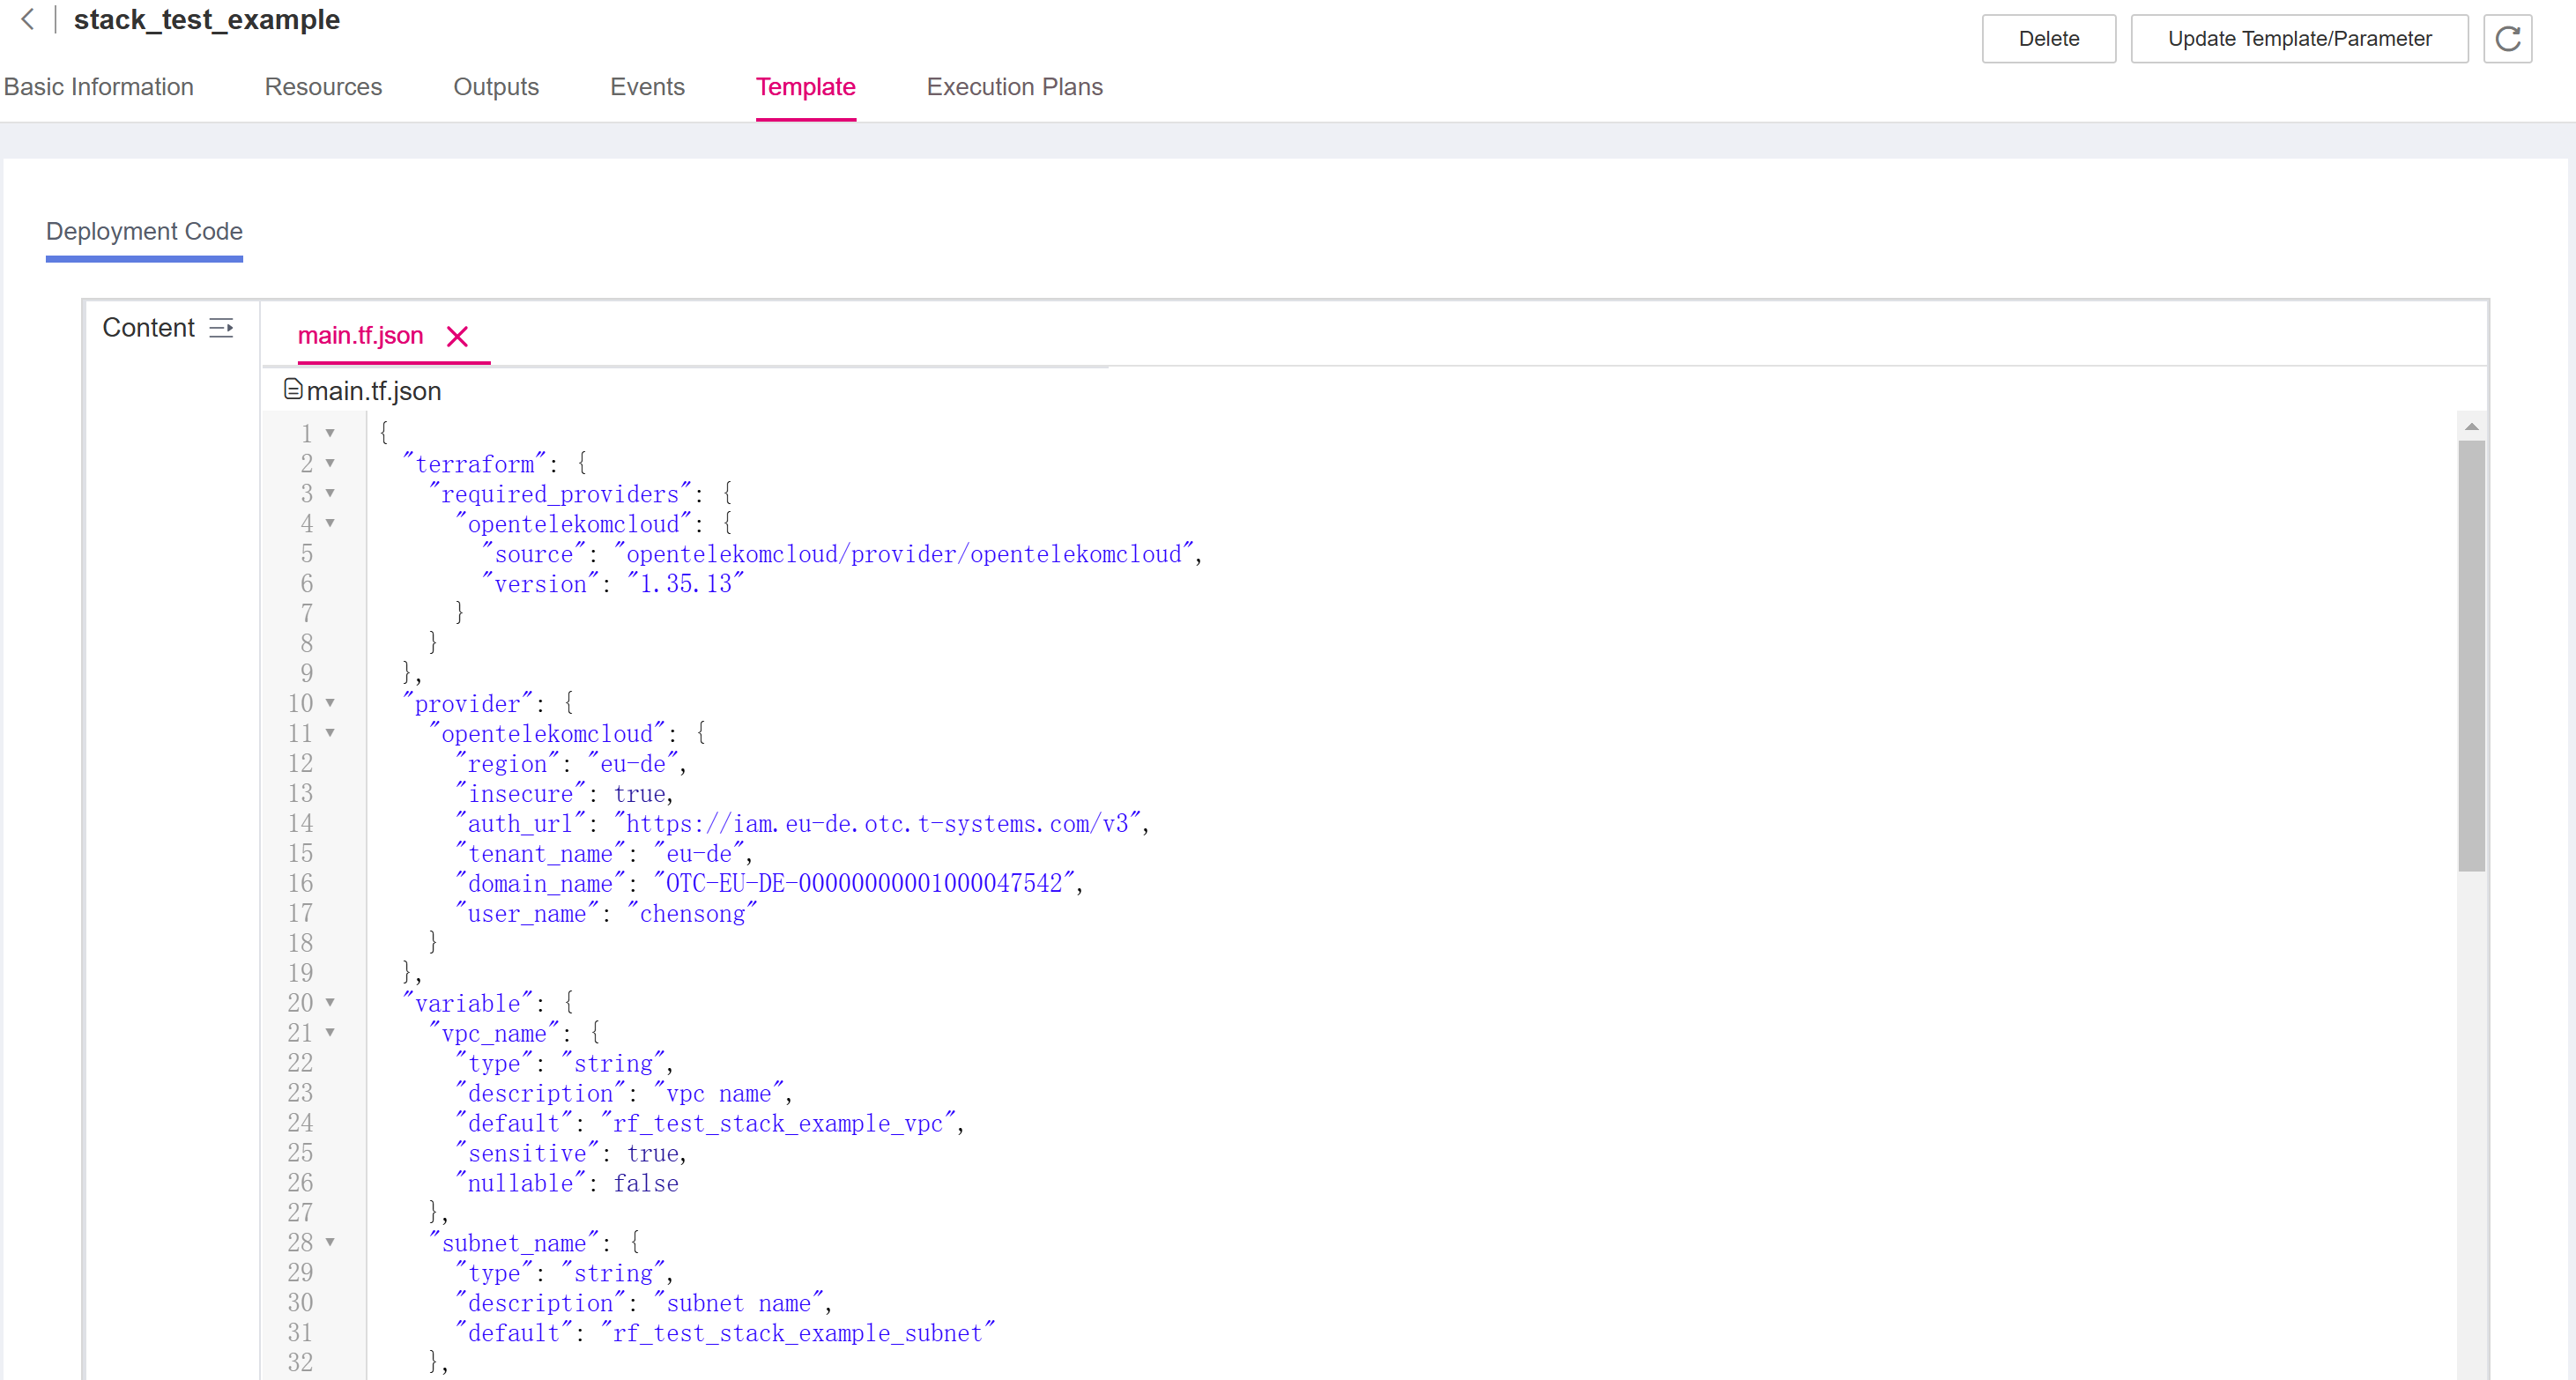 stack_test_example
Delete
Update Template/Parameter
Basic Information Resources Outputs Events Template Execution Plans
Deployment Code
Content
main.tf.json
main.tf.json
1 {
2 "terraform": {
3 "required_providers": {
4 "opentelekomcloud": {
5 "source": "opentelekomcloud/provider/opentelekomcloud",
6 "version": "1.35.13"
7 }
8 }
9 },
10 "provider": {
11 "opentelekomcloud": {
12 "region": "eu-de",
13 "insecure": true,
14 "auth_url": "https://iam.eu-de.otc.t-systems.com/v3",
15 "tenant_name": "eu-de",
16 "domain_name": "OTC-EU-DE-00000000001000047542",
17 "user_name": "chensong"
18 }
19 },
20 "variable": {
21 "vpc_name": {
22 "type": "string",
23 "description": "vpc name",
24 "default": "rf_test_stack_example_vpc",
25 "sensitive": true,
26 "nullable": false
27 },
28 "subnet_name": {
29 "type": "string",
30 "description": "subnet name",
31 "default": "rf_test_stack_example_subnet"
32 },